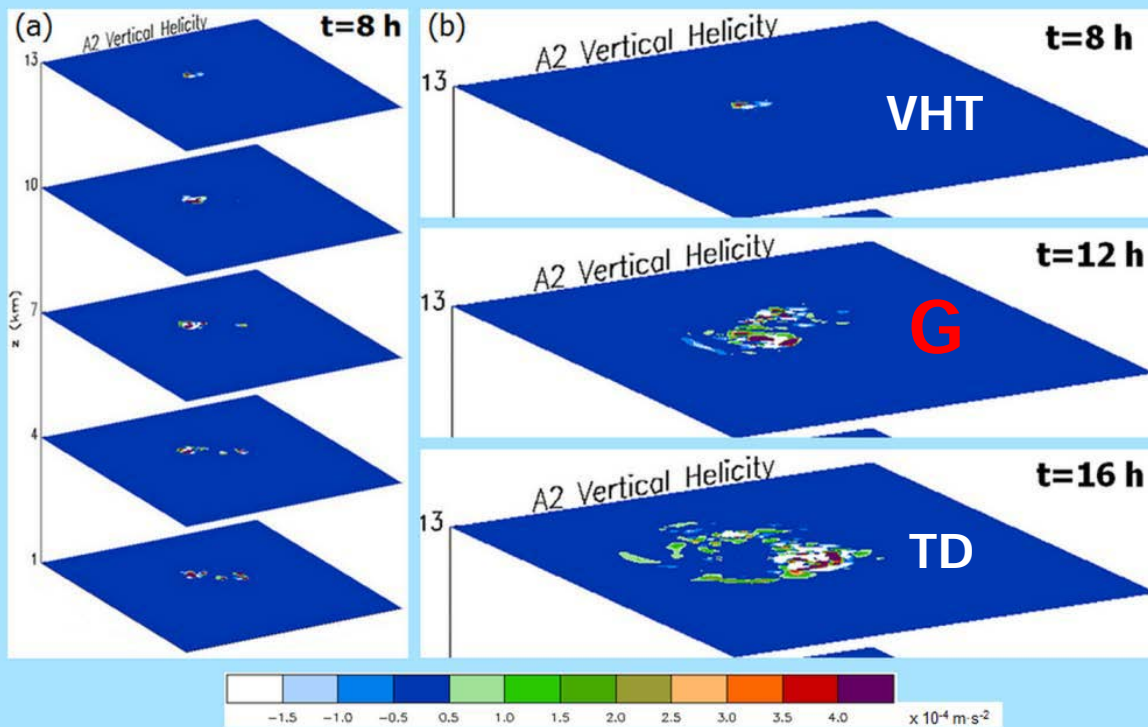 (a)
t=8 h
A2 Vertical Helicity
13
10
7
4
1
z (km)
(b)
t=8 h
A2 Vertical Helicity
13
VHT
t=12 h
A2 Vertical Helicity
13
G
t=16 h
A2 Vertical Helicity
13
TD
−1.5 −1.0 −0.5 0.5 1.0 1.5 2.0 2.5 3.0 3.5 4.0 x 10⁻⁴ m·s⁻²